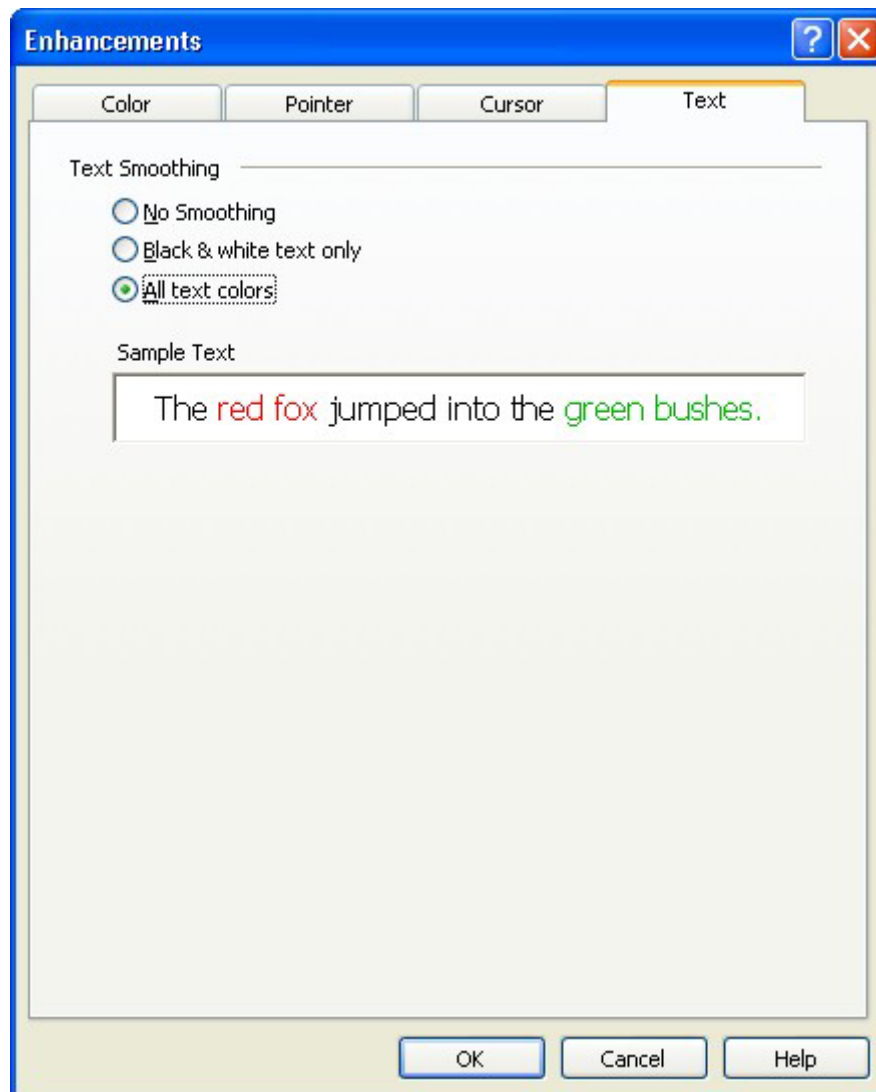 Enhancements
Color Pointer Cursor Text
Text Smoothing
No Smoothing
Black & white text only
All text colors
Sample Text
The red fox jumped into the green bushes.
OK Cancel Help